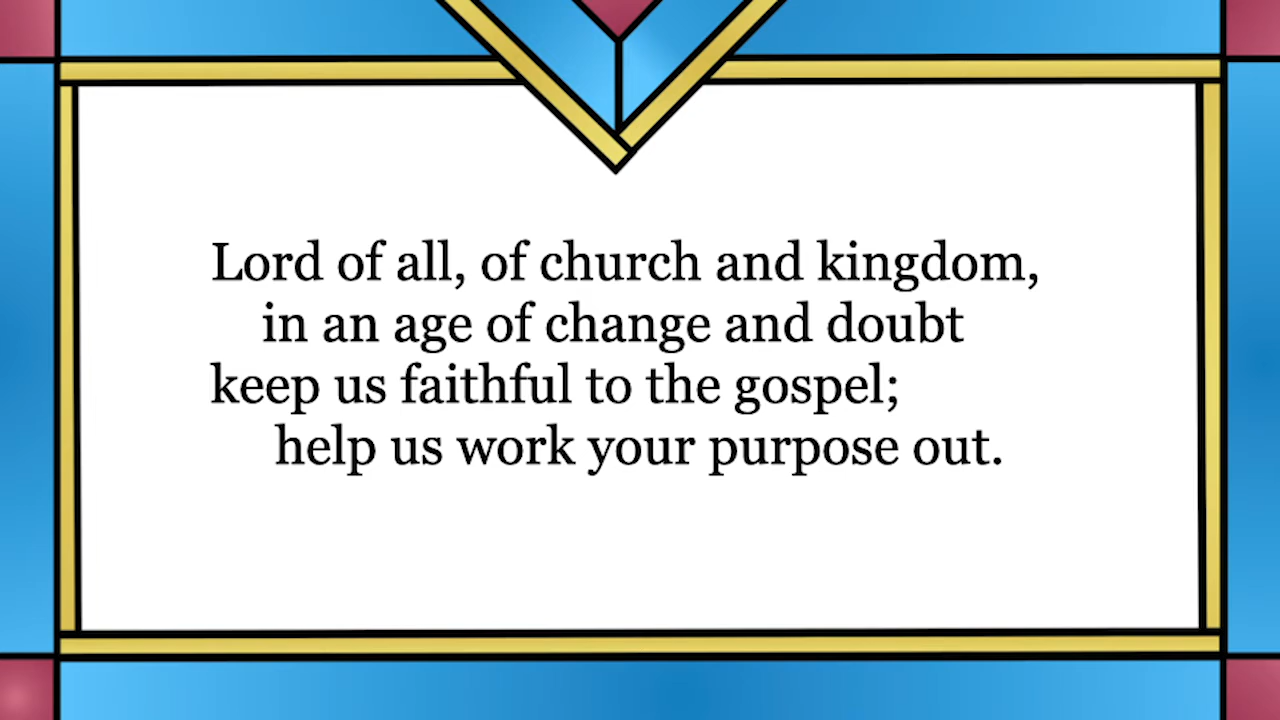 Lord of all, of church and kingdom,
in an age of change and doubt
keep us faithful to the gospel;
help us work your purpose out.